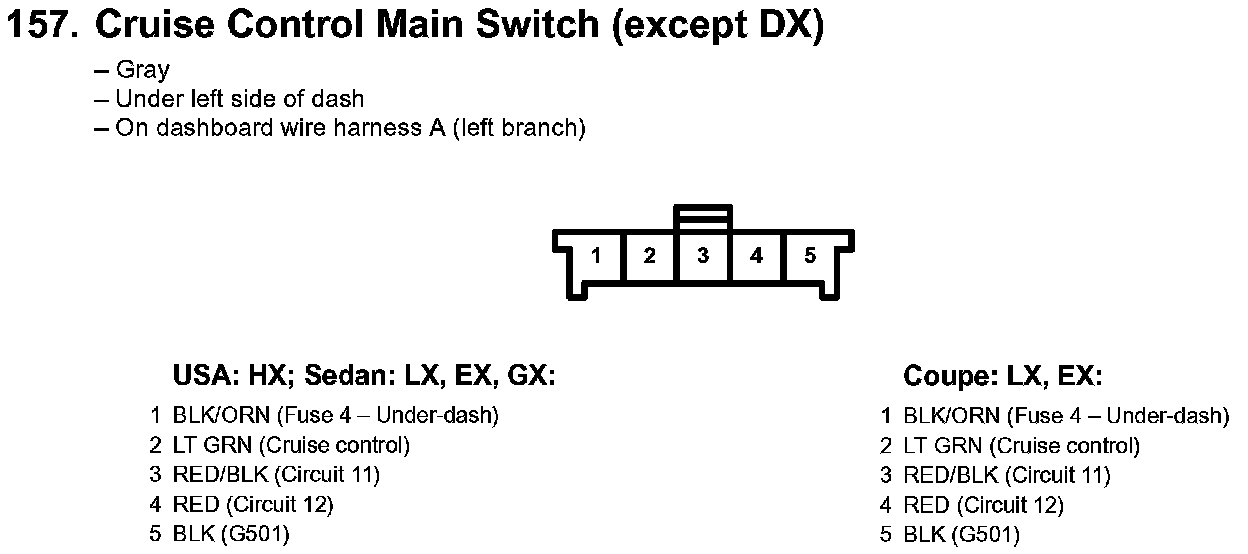 157. Cruise Control Main Switch (except DX)
– Gray
– Under left side of dash
– On dashboard wire harness A (left branch)
1 2 3 4 5
USA: HX; Sedan: LX, EX, GX:
1 BLK/ORN (Fuse 4 – Under-dash)
2 LT GRN (Cruise control)
3 RED/BLK (Circuit 11)
4 RED (Circuit 12)
5 BLK (G501)
Coupe: LX, EX:
1 BLK/ORN (Fuse 4 – Under-dash)
2 LT GRN (Cruise control)
3 RED/BLK (Circuit 11)
4 RED (Circuit 12)
5 BLK (G501)